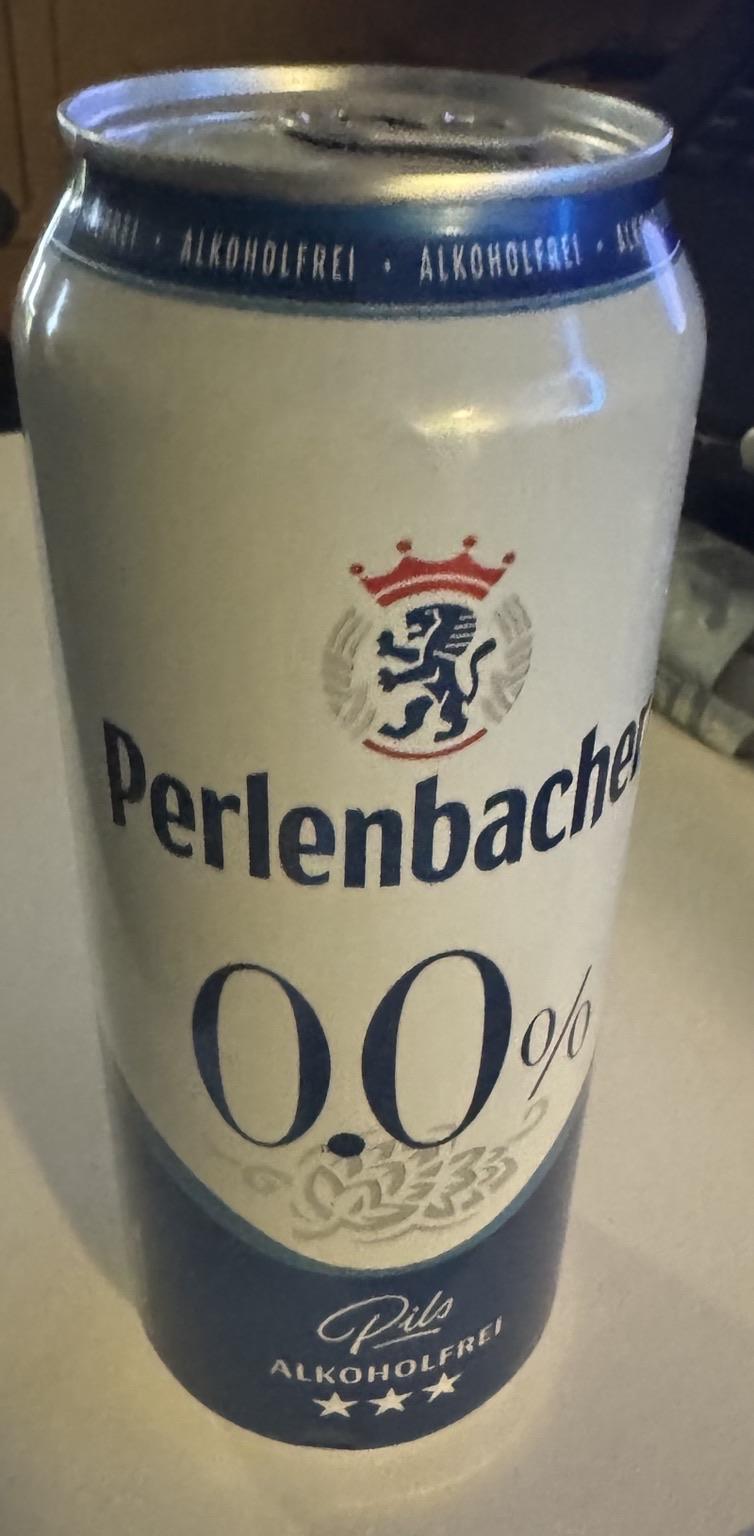 ALKOHOLFREI · ALKOHOLFREI ·
Perlenbacher
0.0%
Pils
ALKOHOLFREI